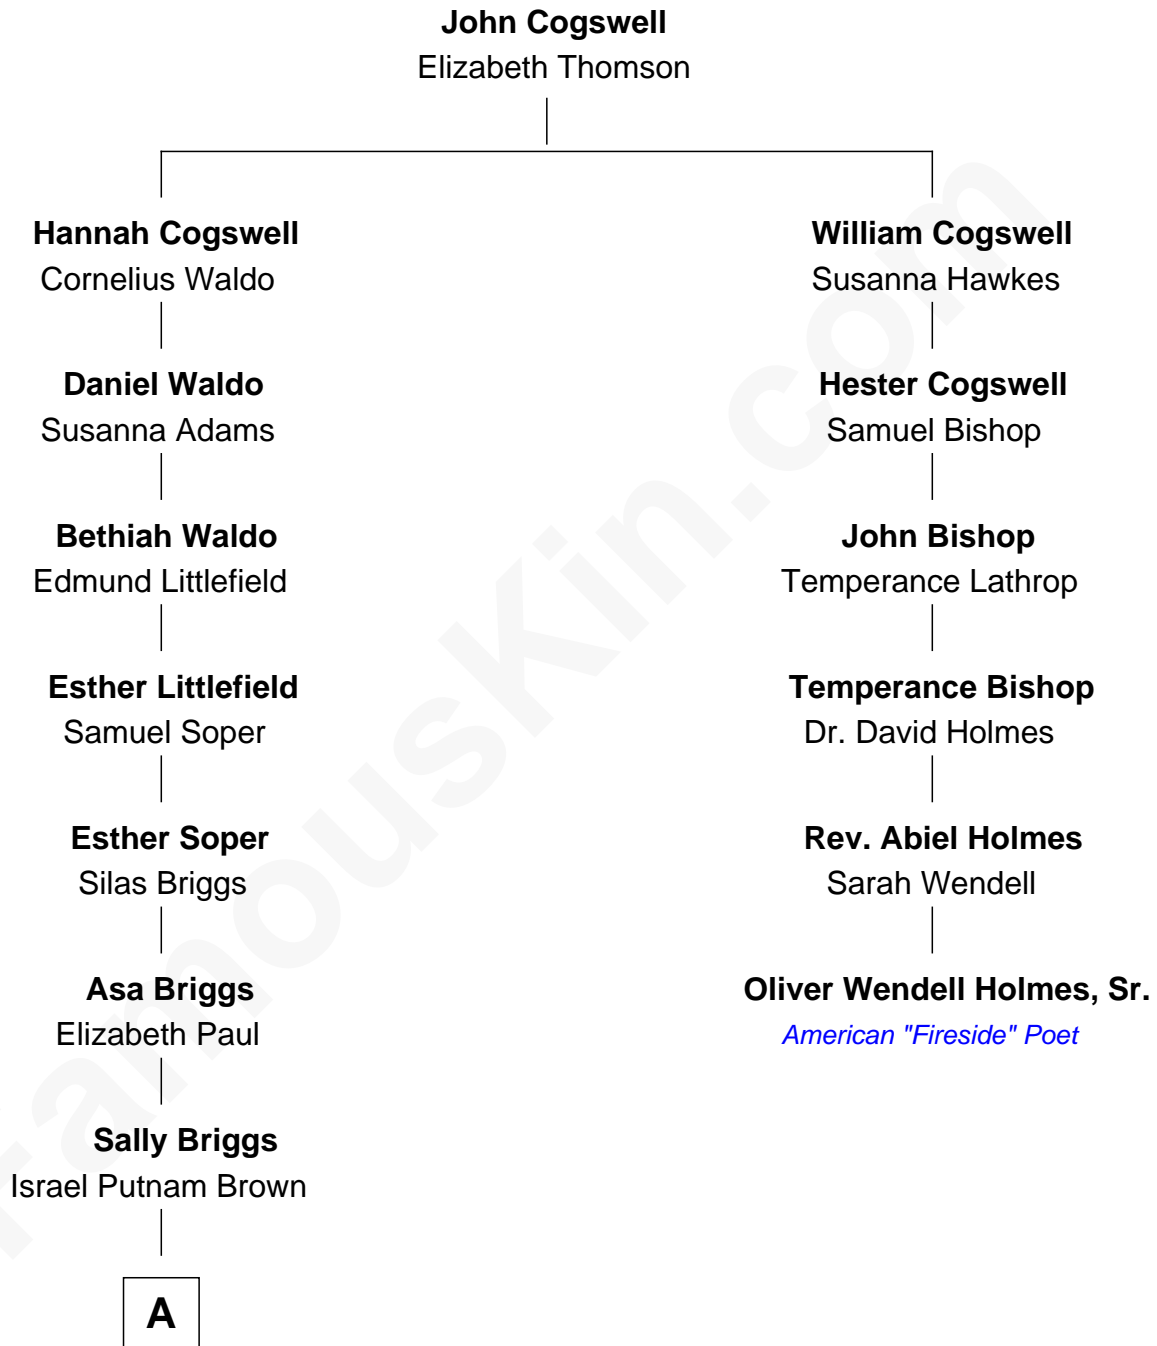 John Cogswell
Elizabeth Thomson
Hannah Cogswell
Cornelius Waldo
Daniel Waldo
Susanna Adams
Bethiah Waldo
Edmund Littlefield
Esther Littlefield
Samuel Soper
Esther Soper
Silas Briggs
Asa Briggs
Elizabeth Paul
Sally Briggs
Israel Putnam Brown
A
William Cogswell
Susanna Hawkes
Hester Cogswell
Samuel Bishop
John Bishop
Temperance Lathrop
Temperance Bishop
Dr. David Holmes
Rev. Abiel Holmes
Sarah Wendell
Oliver Wendell Holmes, Sr.
American "Fireside" Poet
FamousKin.com